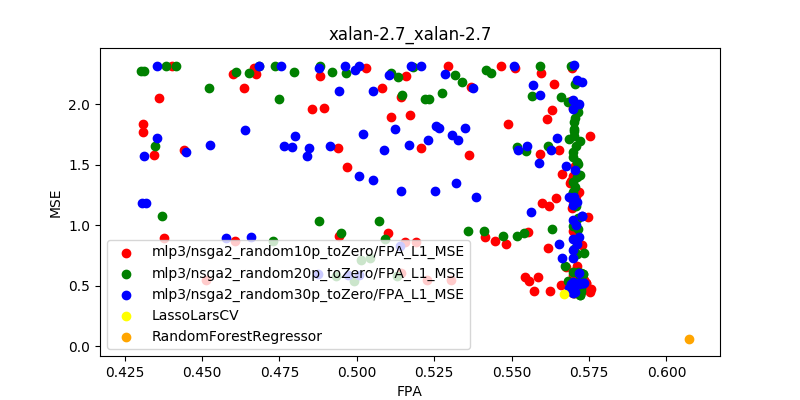 xalan-2.7_xalan-2.7
MSE
2.0
1.5
1.0
0.5
0.0
mlp3/nsga2_random10p_toZero/FPA_L1_MSE
mlp3/nsga2_random20p_toZero/FPA_L1_MSE
mlp3/nsga2_random30p_toZero/FPA_L1_MSE
LassoLarsCV
RandomForestRegressor
0.425 0.450 0.475 0.500 0.525 0.550 0.575 0.600
FPA